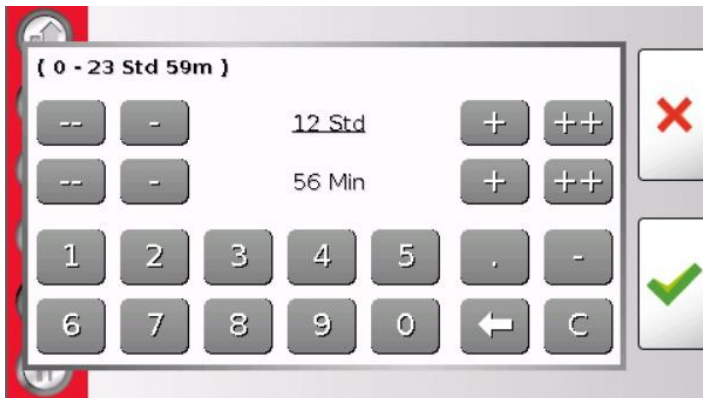 ( 0 - 23 Std 59m )
-- - 12 Std + ++
-- - 56 Min + ++
1 2 3 4 5 . -
6 7 8 9 0 C